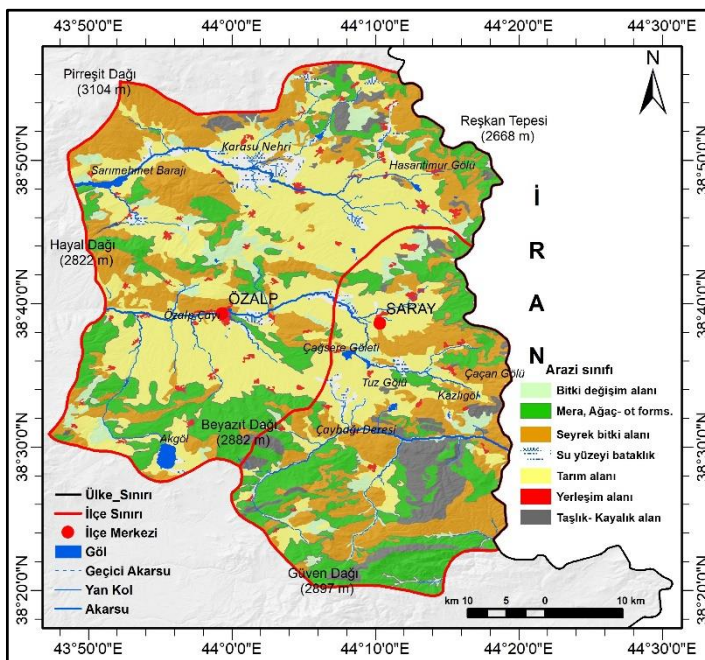 43°50'0"E 44°0'0"E 44°10'0"E 44°20'0"E
Pirreşit Dağı
(3104 m)
N
Reşkan Tepesi
(2668 m)
38°50'0"N
38°50'0"N
Karasu Nehri
Sarımehmet Barajı
Hasantimur Gölü
İ
R
A
N
Hayal Dağı
(2822 m)
38°40'0"N
38°40'0"N
ÖZALP
SARAY
Özalp Çayı
Çağsere Göleti
Tuz Gölü
Çaçan Gölü
Kazlıgöl
Beyazıt Dağı
(2882 m)
Akgöl
Çaybağı Deresi
38°30'0"N
38°30'0"N
Arazi sınıfı
Bitki değişim alanı
Mera, Ağaç- ot forms.
Seyrek bitki alanı
Su yüzeyi bataklık
Tarım alanı
Yerleşim alanı
Taşlık- Kayalık alan
Ülke_Sınırı
İlçe Sınırı
İlçe Merkezi
Göl
Geçici Akarsu
Yan Kol
Akarsu
Güven Dağı
(2897 m)
38°20'0"N
38°20'0"N
km 10 5 0 10 km
43°50'0"E 44°0'0"E 44°10'0"E 44°20'0"E 44°30'0"E